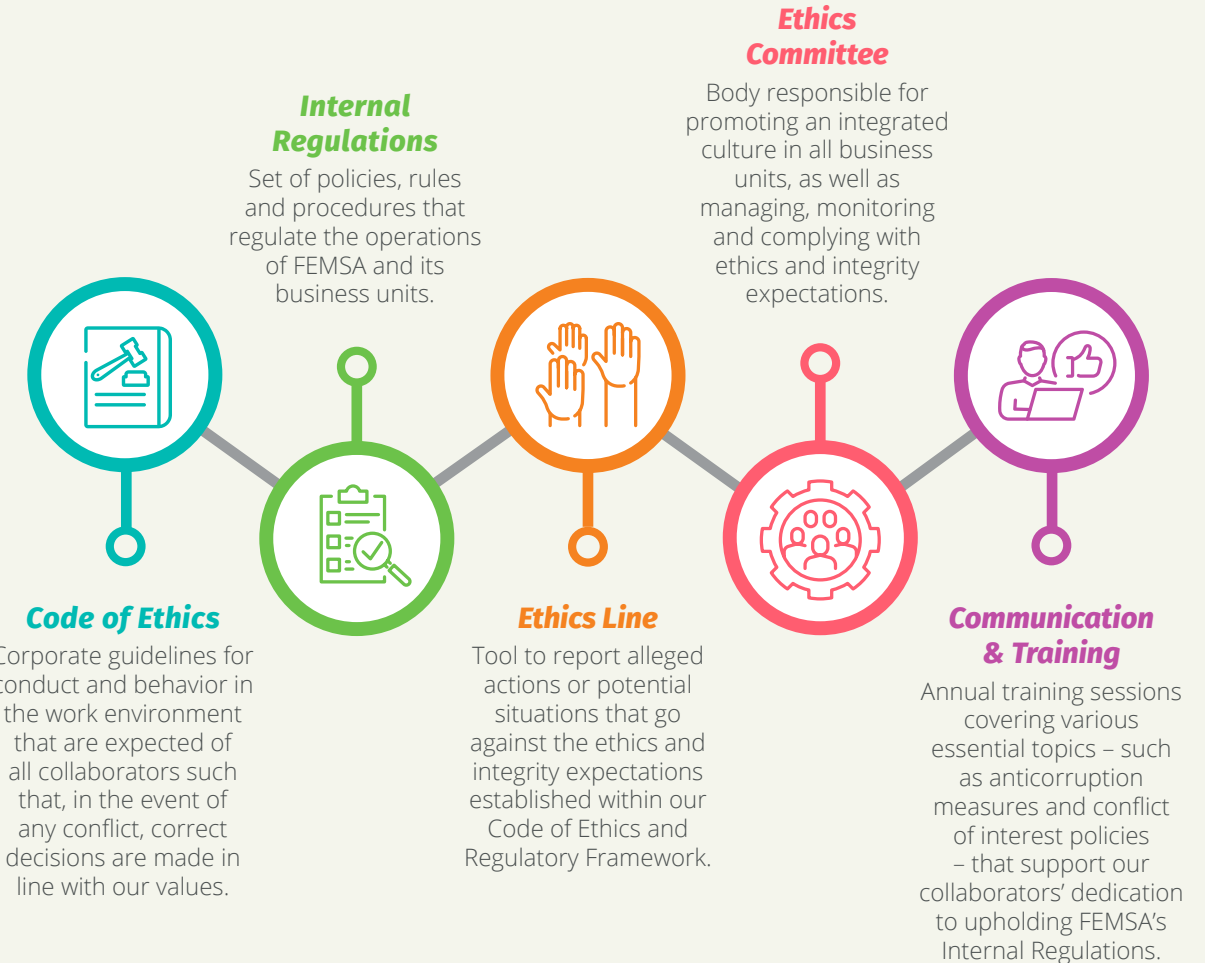 Code of Ethics
Corporate guidelines for
conduct and behavior in
the work environment
that are expected of
all collaborators such
that, in the event of
any conflict, correct
decisions are made in
line with our values.
Internal
Regulations
Set of policies, rules
and procedures that
regulate the operations
of FEMSA and its
business units.
Ethics Line
Tool to report alleged
actions or potential
situations that go
against the ethics and
integrity expectations
established within our
Code of Ethics and
Regulatory Framework.
Ethics
Committee
Body responsible for
promoting an integrated
culture in all business
units, as well as
managing, monitoring
and complying with
ethics and integrity
expectations.
Communication
& Training
Annual training sessions
covering various
essential topics – such
as anticorruption
measures and conflict
of interest policies
– that support our
collaborators’ dedication
to upholding FEMSA’s
Internal Regulations.